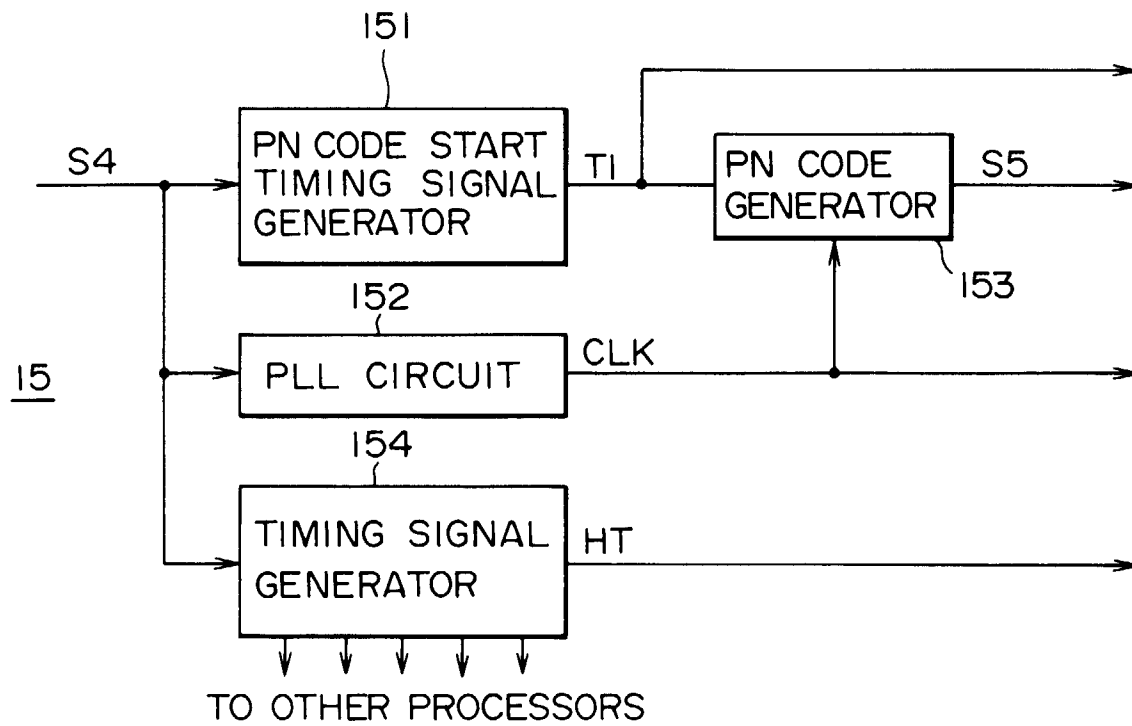 151
S4
PN CODE START
TIMING SIGNAL
GENERATOR
T1
PN CODE
GENERATOR
S5
153
152
15
PLL CIRCUIT
CLK
154
TIMING SIGNAL
GENERATOR
HT
TO OTHER PROCESSORS